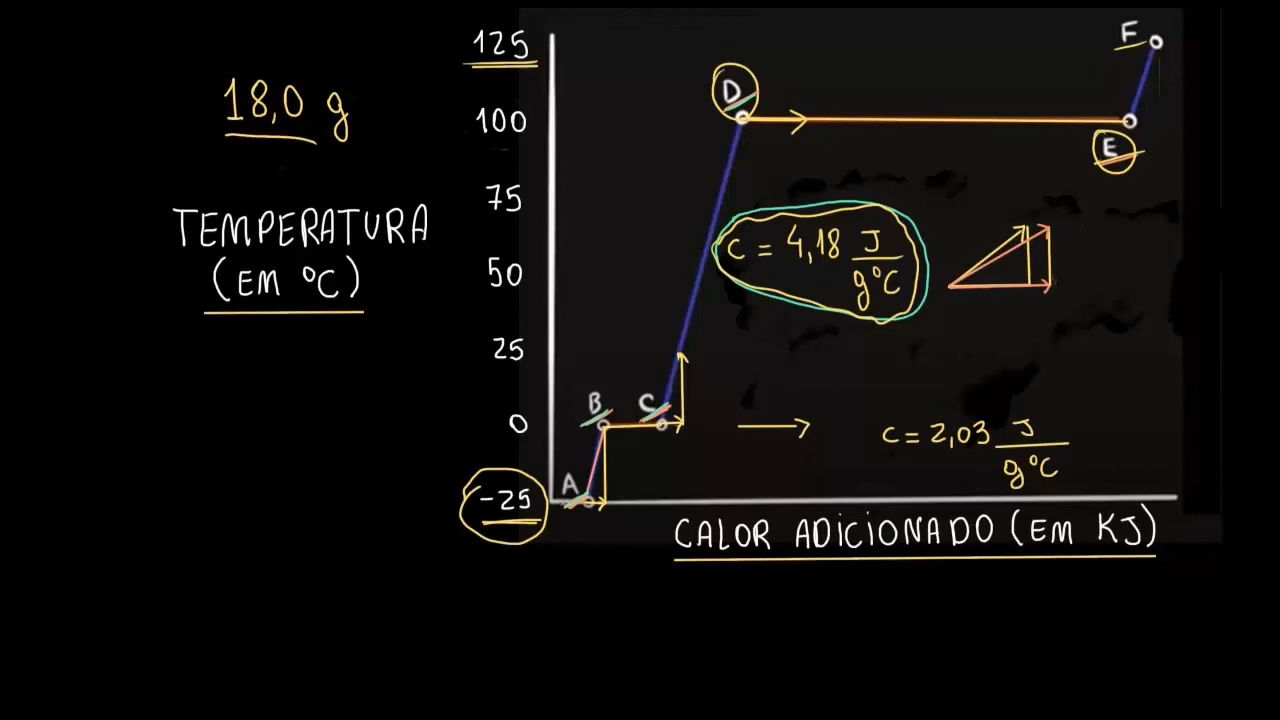 18,0 g
TEMPERATURA
(EM °C)
125
100
75
50
25
0
-25
A
B
C
D
E
F
C = 4,18 J
g°C
C = 2,03 J
g°C
CALOR ADICIONADO (EM KJ)